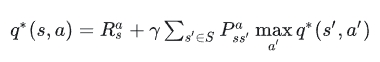 q*(s, a) = R_s^a + γ ∑_{s'∈S} P_{ss'}^a max_{a'} q*(s', a')